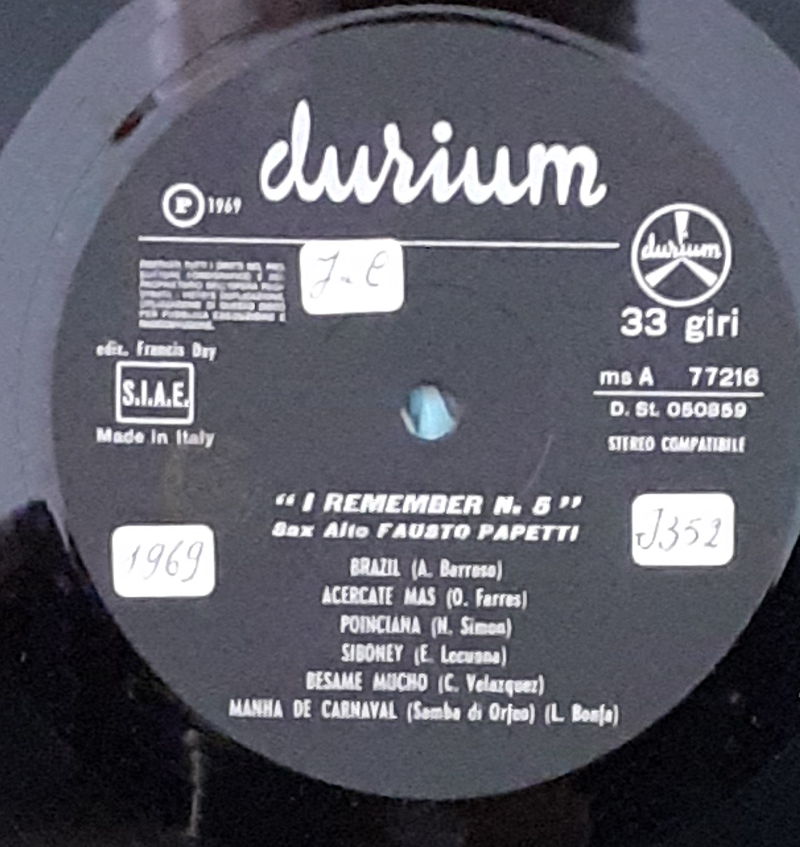 durium
P 1969
J-C
durium
33 giri
edit. Francis Day
S.I.A.E.
Made in Italy
ms A 77216
D. St. 050859
STEREO COMPATIBILE
“ I REMEMBER N. 5 ”
Sax Alto FAUSTO PAPETTI
1969
J352
BRAZIL (A. Barroso)
ACERCATE MAS (O. Farres)
POINCIANA (N. Simon)
SIBONEY (E. Lecuona)
BESAME MUCHO (C. Velazquez)
MANHA DE CARNAVAL (Samba di Orfeo) (L. Bonfa)